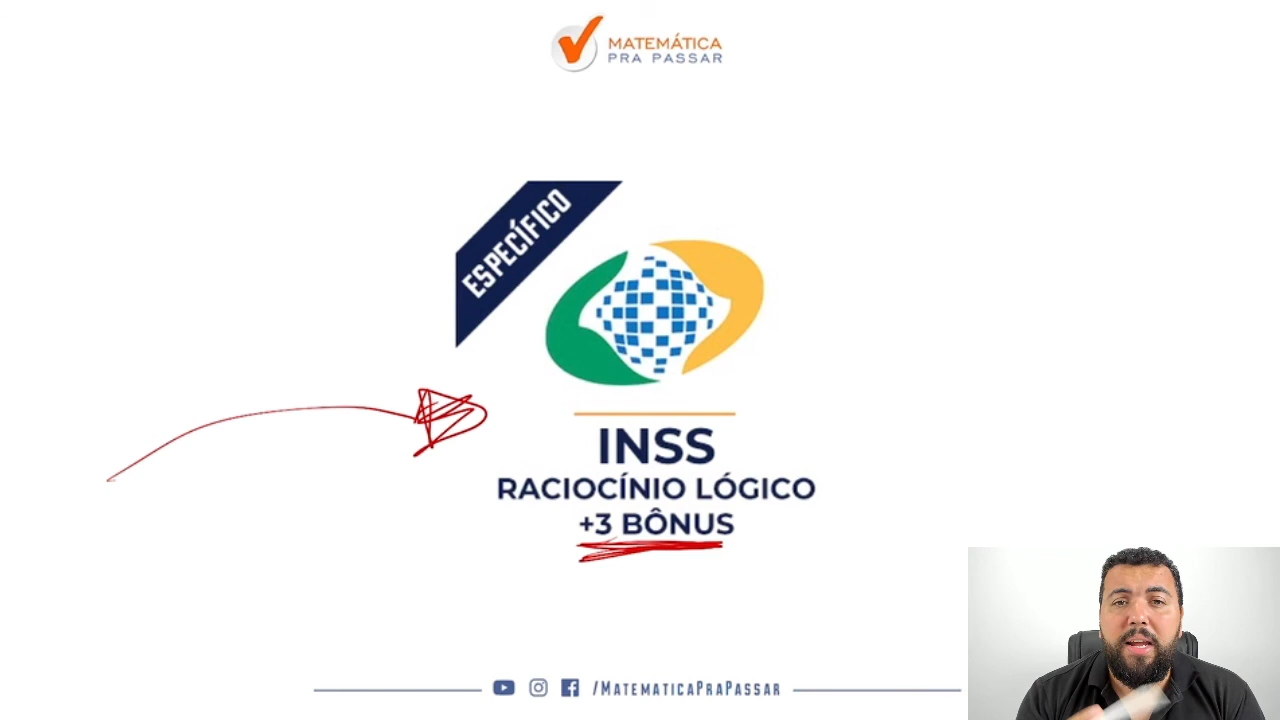 MATEMÁTICA
PRA PASSAR
ESPECÍFICO
INSS
RACIOCÍNIO LÓGICO
+3 BÔNUS
/MATEMATICAPRAPASSAR